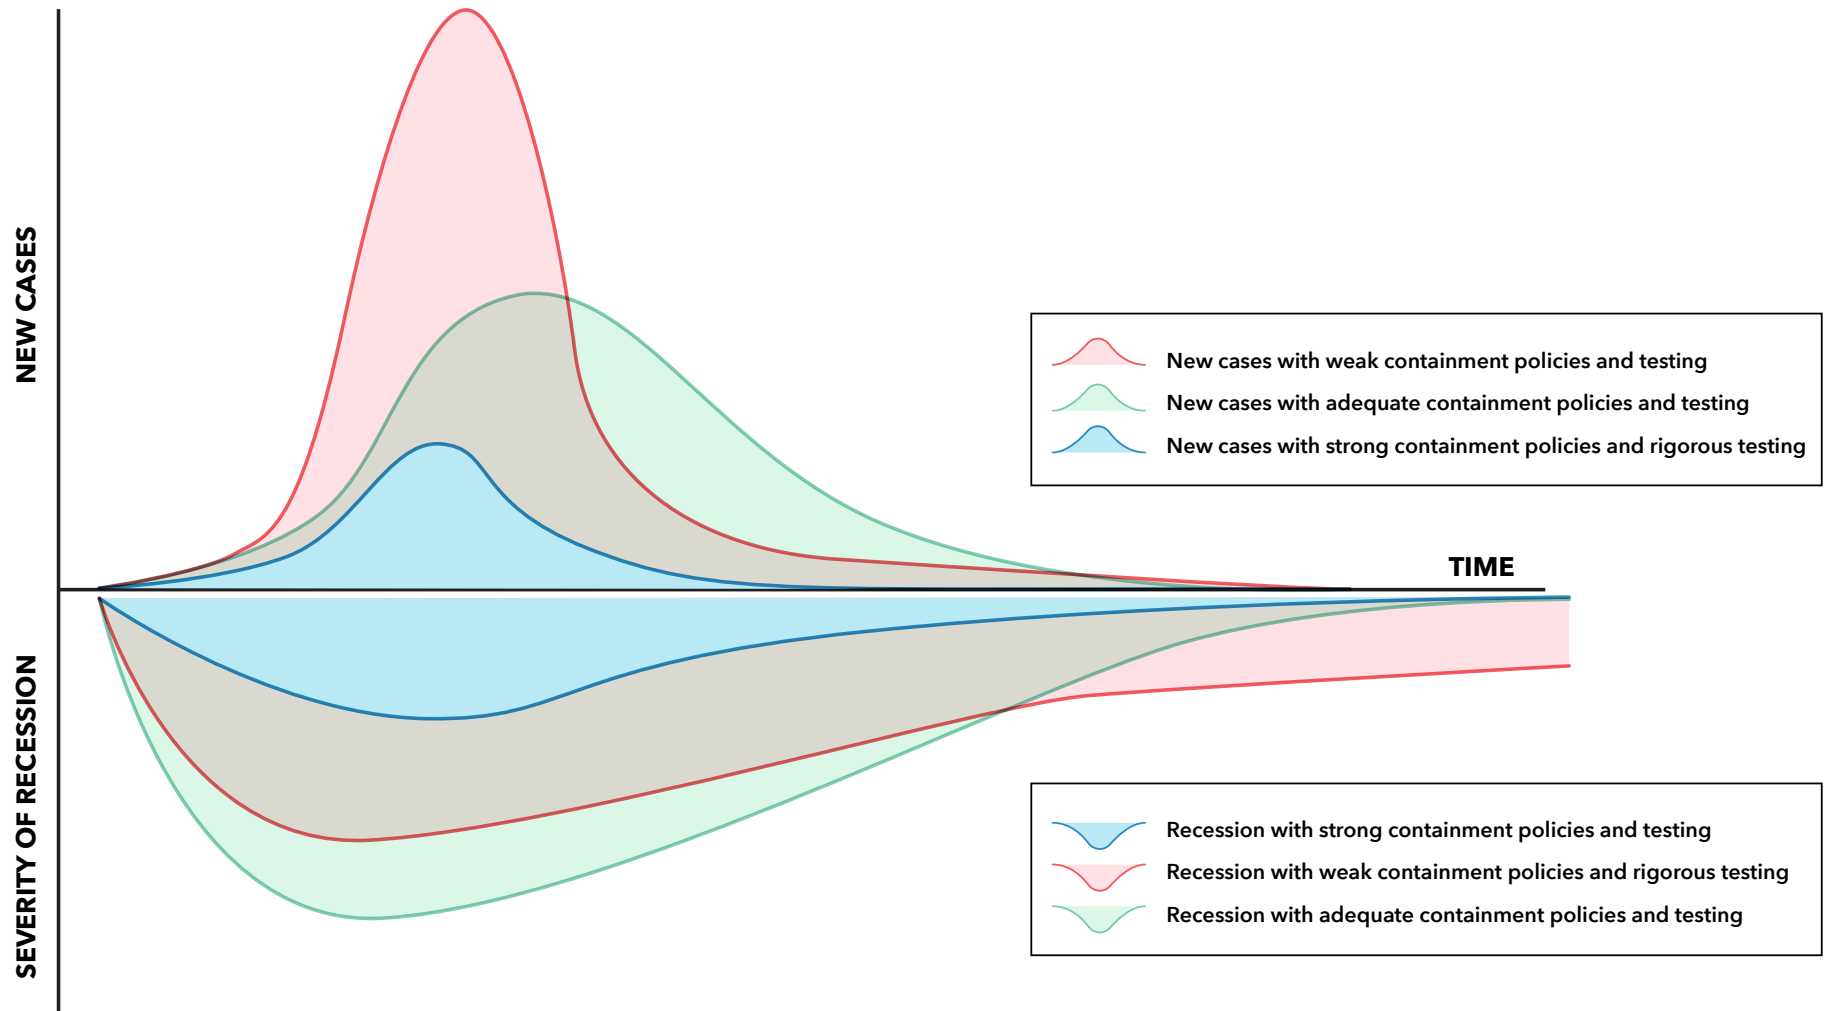 NEW CASES
New cases with weak containment policies and testing
New cases with adequate containment policies and testing
New cases with strong containment policies and rigorous testing
TIME
SEVERITY OF RECESSION
Recession with strong containment policies and testing
Recession with weak containment policies and rigorous testing
Recession with adequate containment policies and testing